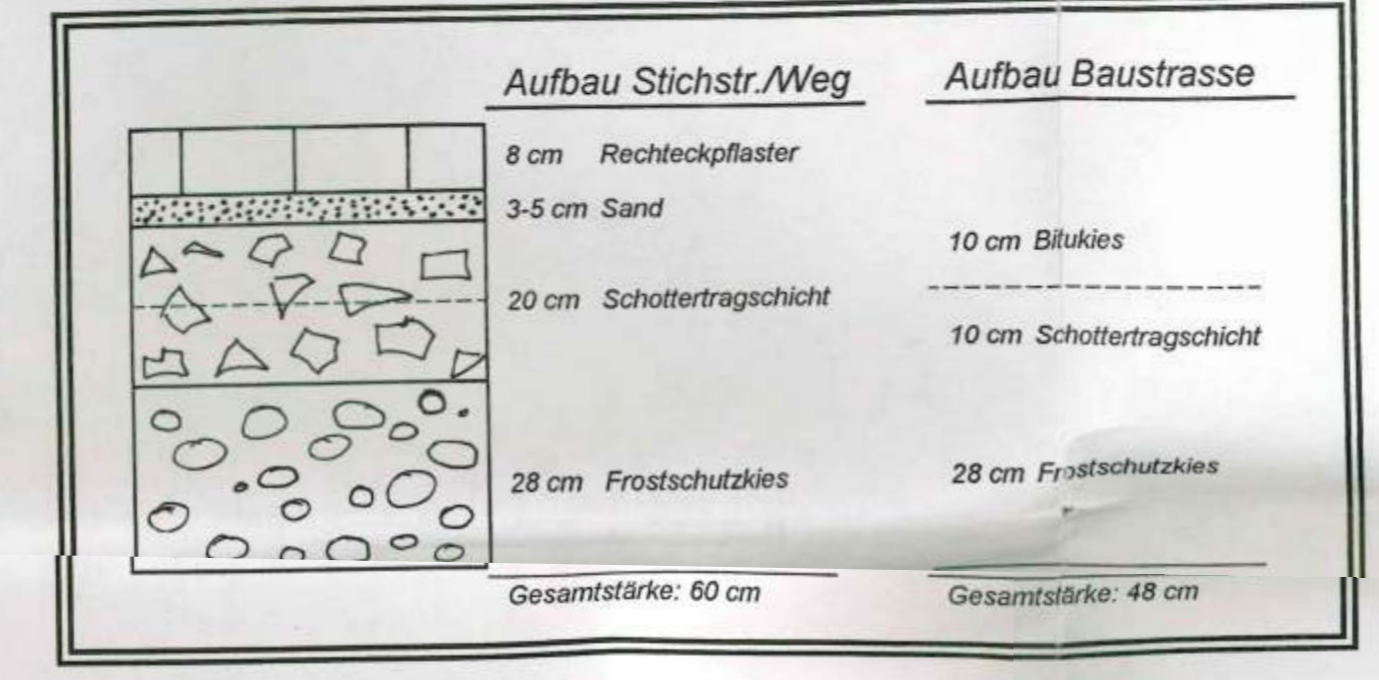 Aufbau Stichstr./Weg
8 cm Rechteckpflaster
3-5 cm Sand
20 cm Schottertragschicht
28 cm Frostschutzkies
Gesamtstärke: 60 cm
Aufbau Baustrasse
10 cm Bitukies
10 cm Schottertragschicht
28 cm Frostschutzkies
Gesamtstärke: 48 cm